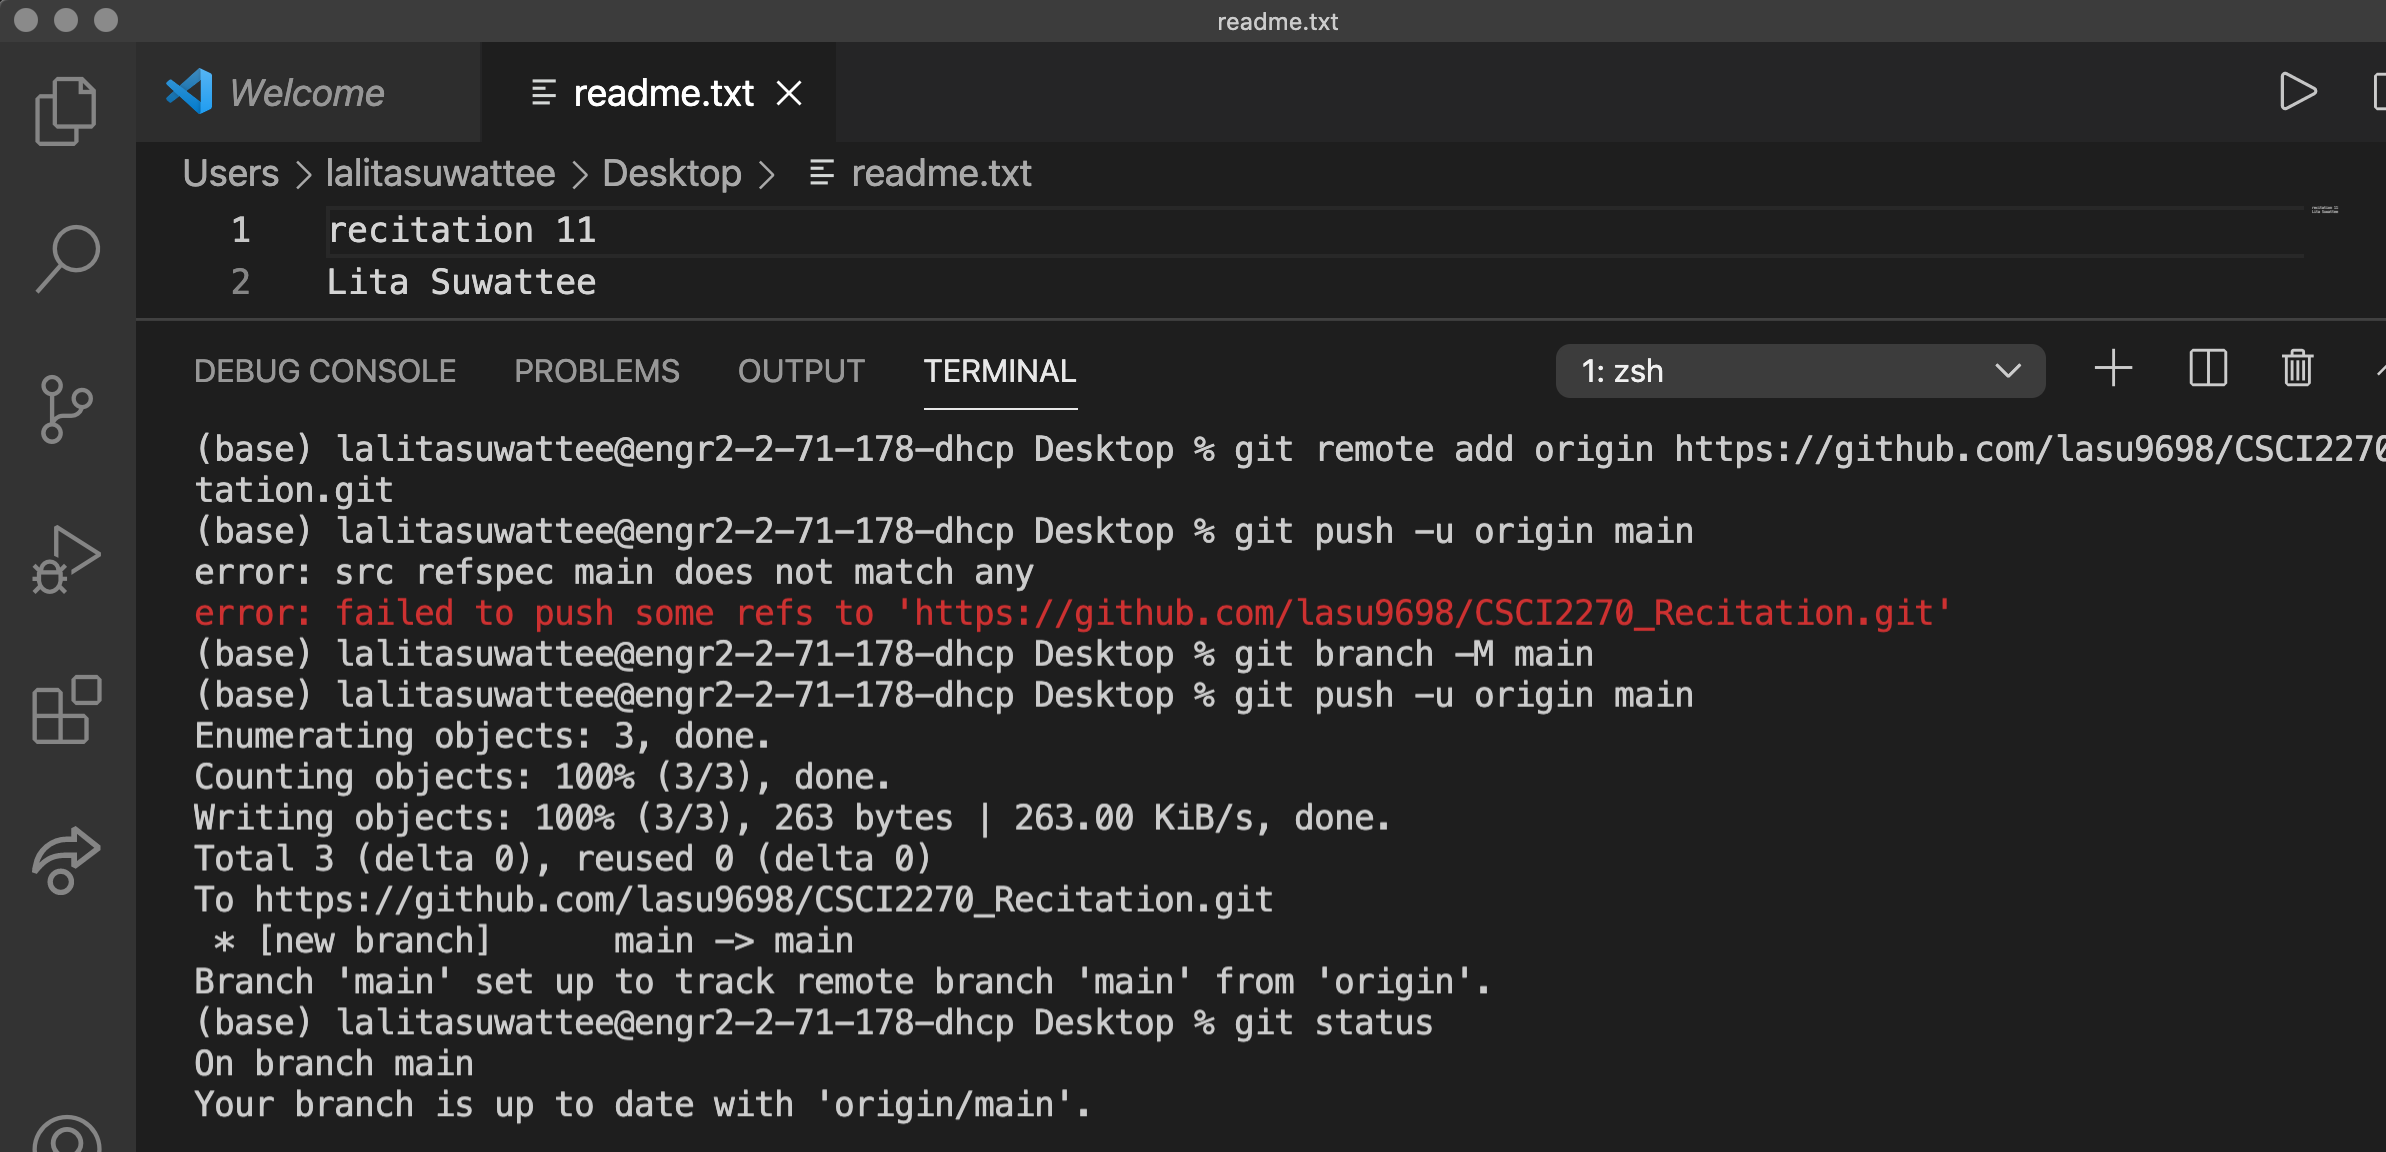 readme.txt
Welcome
readme.txt
Users > lalitasuwattee > Desktop > readme.txt
1 recitation 11
2 Lita Suwattee
DEBUG CONSOLE PROBLEMS OUTPUT TERMINAL 1: zsh
(base) lalitasuwattee@engr2-2-71-178-dhcp Desktop % git remote add origin https://github.com/lasu9698/CSCI2270
tation.git
(base) lalitasuwattee@engr2-2-71-178-dhcp Desktop % git push -u origin main
error: src refspec main does not match any
error: failed to push some refs to 'https://github.com/lasu9698/CSCI2270_Recitation.git'
(base) lalitasuwattee@engr2-2-71-178-dhcp Desktop % git branch -M main
(base) lalitasuwattee@engr2-2-71-178-dhcp Desktop % git push -u origin main
Enumerating objects: 3, done.
Counting objects: 100% (3/3), done.
Writing objects: 100% (3/3), 263 bytes | 263.00 KiB/s, done.
Total 3 (delta 0), reused 0 (delta 0)
To https://github.com/lasu9698/CSCI2270_Recitation.git
 * [new branch]      main -> main
Branch 'main' set up to track remote branch 'main' from 'origin'.
(base) lalitasuwattee@engr2-2-71-178-dhcp Desktop % git status
On branch main
Your branch is up to date with 'origin/main'.